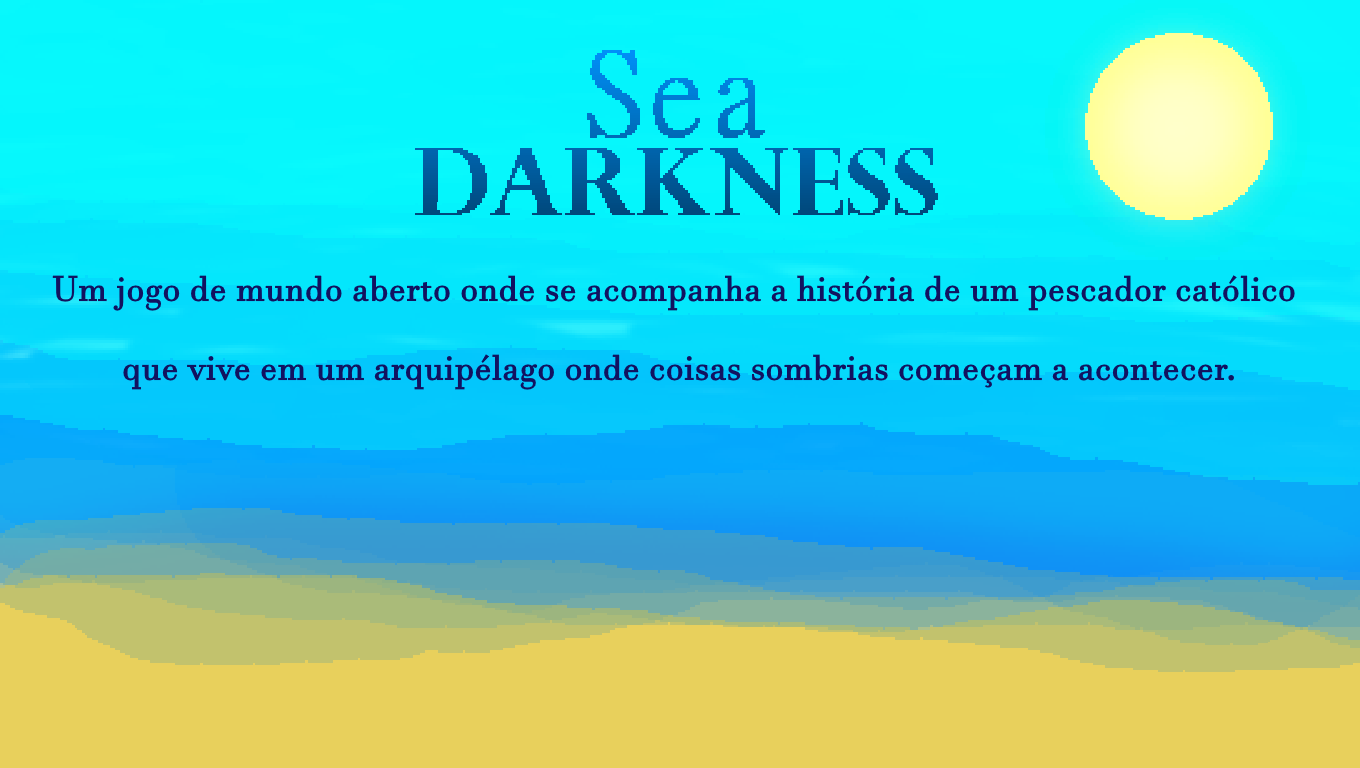 Sea
DARKNESS
Um jogo de mundo aberto onde se acompanha a história de um pescador católico
que vive em um arquipélago onde coisas sombrias começam a acontecer.